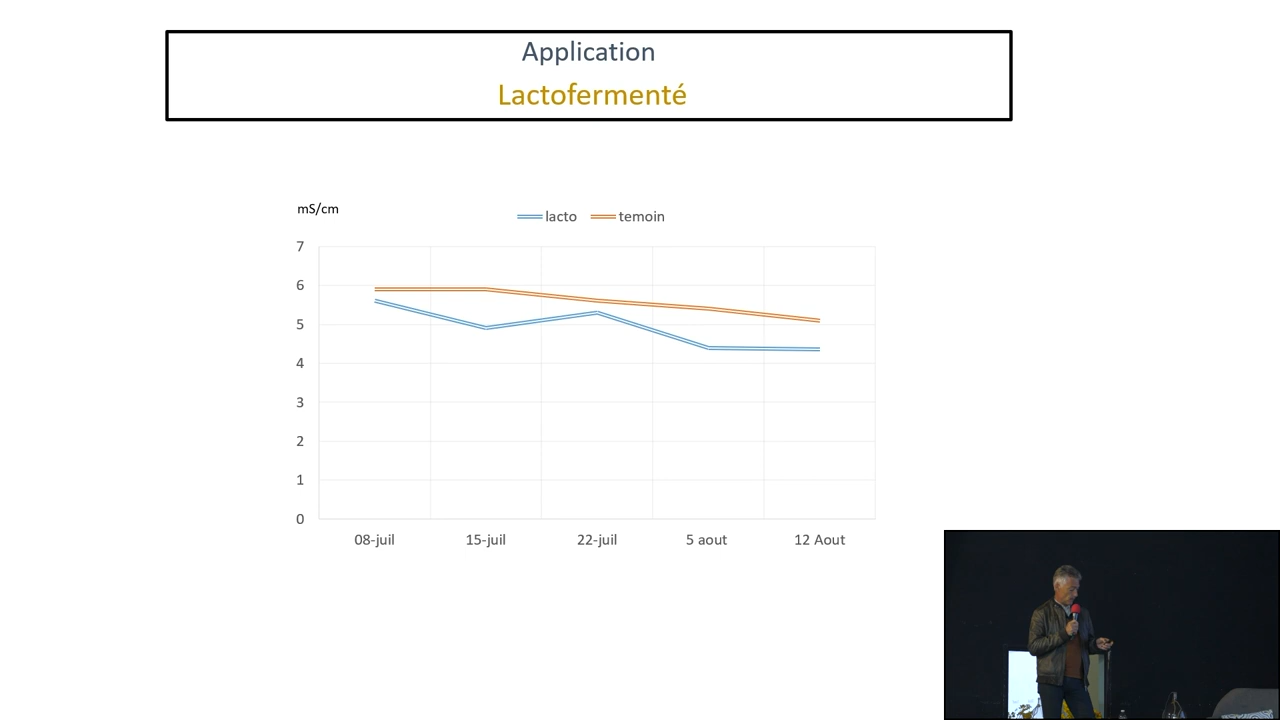 Application
Lactofermenté
mS/cm
lacto temoin
7
6
5
4
3
2
1
0
08-juil 15-juil 22-juil 5 aout 12 Aout